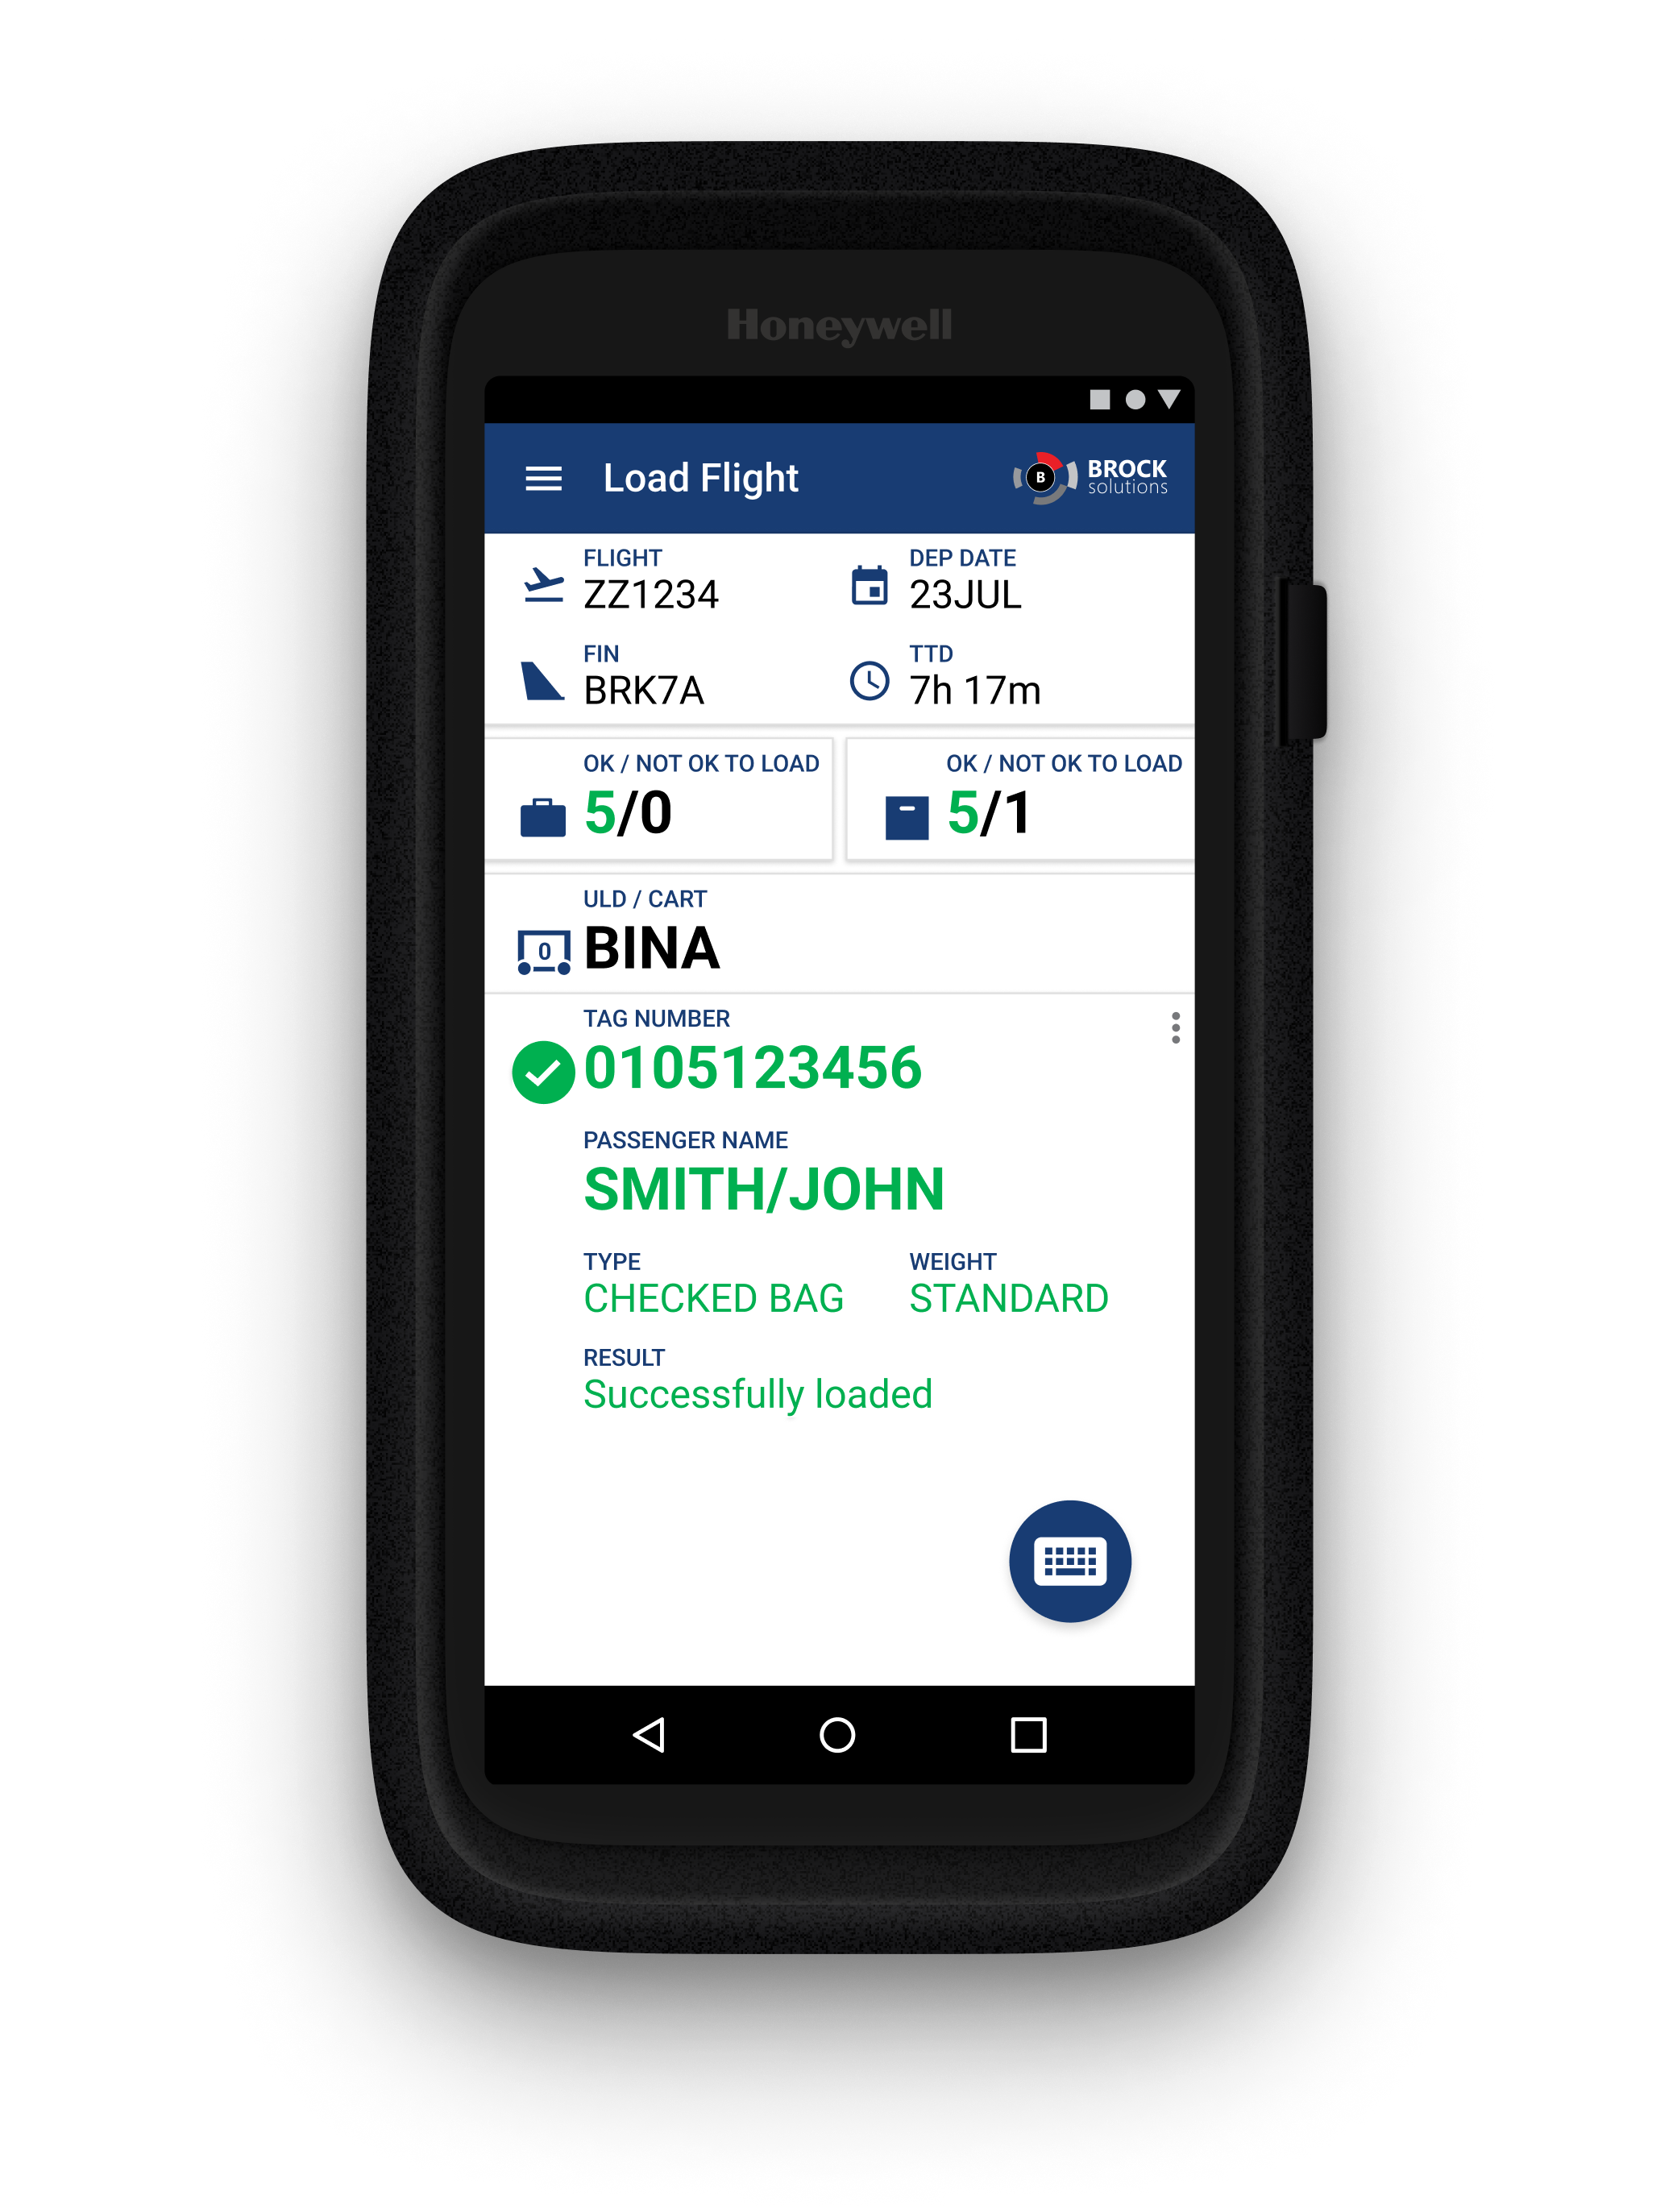 Honeywell
Load Flight
B
BROCK
solutions
FLIGHT
ZZ1234
DEP DATE
23JUL
FIN
BRK7A
TTD
7h 17m
OK / NOT OK TO LOAD
5/0
OK / NOT OK TO LOAD
5/1
ULD / CART
0
BINA
TAG NUMBER
0105123456
PASSENGER NAME
SMITH/JOHN
TYPE
CHECKED BAG
WEIGHT
STANDARD
RESULT
Successfully loaded